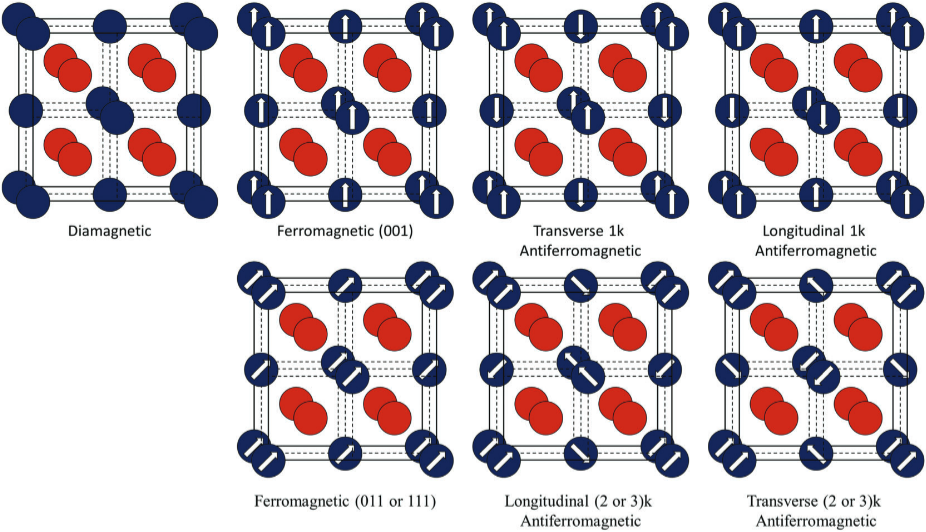 Diamagnetic
Ferromagnetic (001)
Transverse 1k
Antiferromagnetic
Longitudinal 1k
Antiferromagnetic
Ferromagnetic (011 or 111)
Longitudinal (2 or 3)k
Antiferromagnetic
Transverse (2 or 3)k
Antiferromagnetic